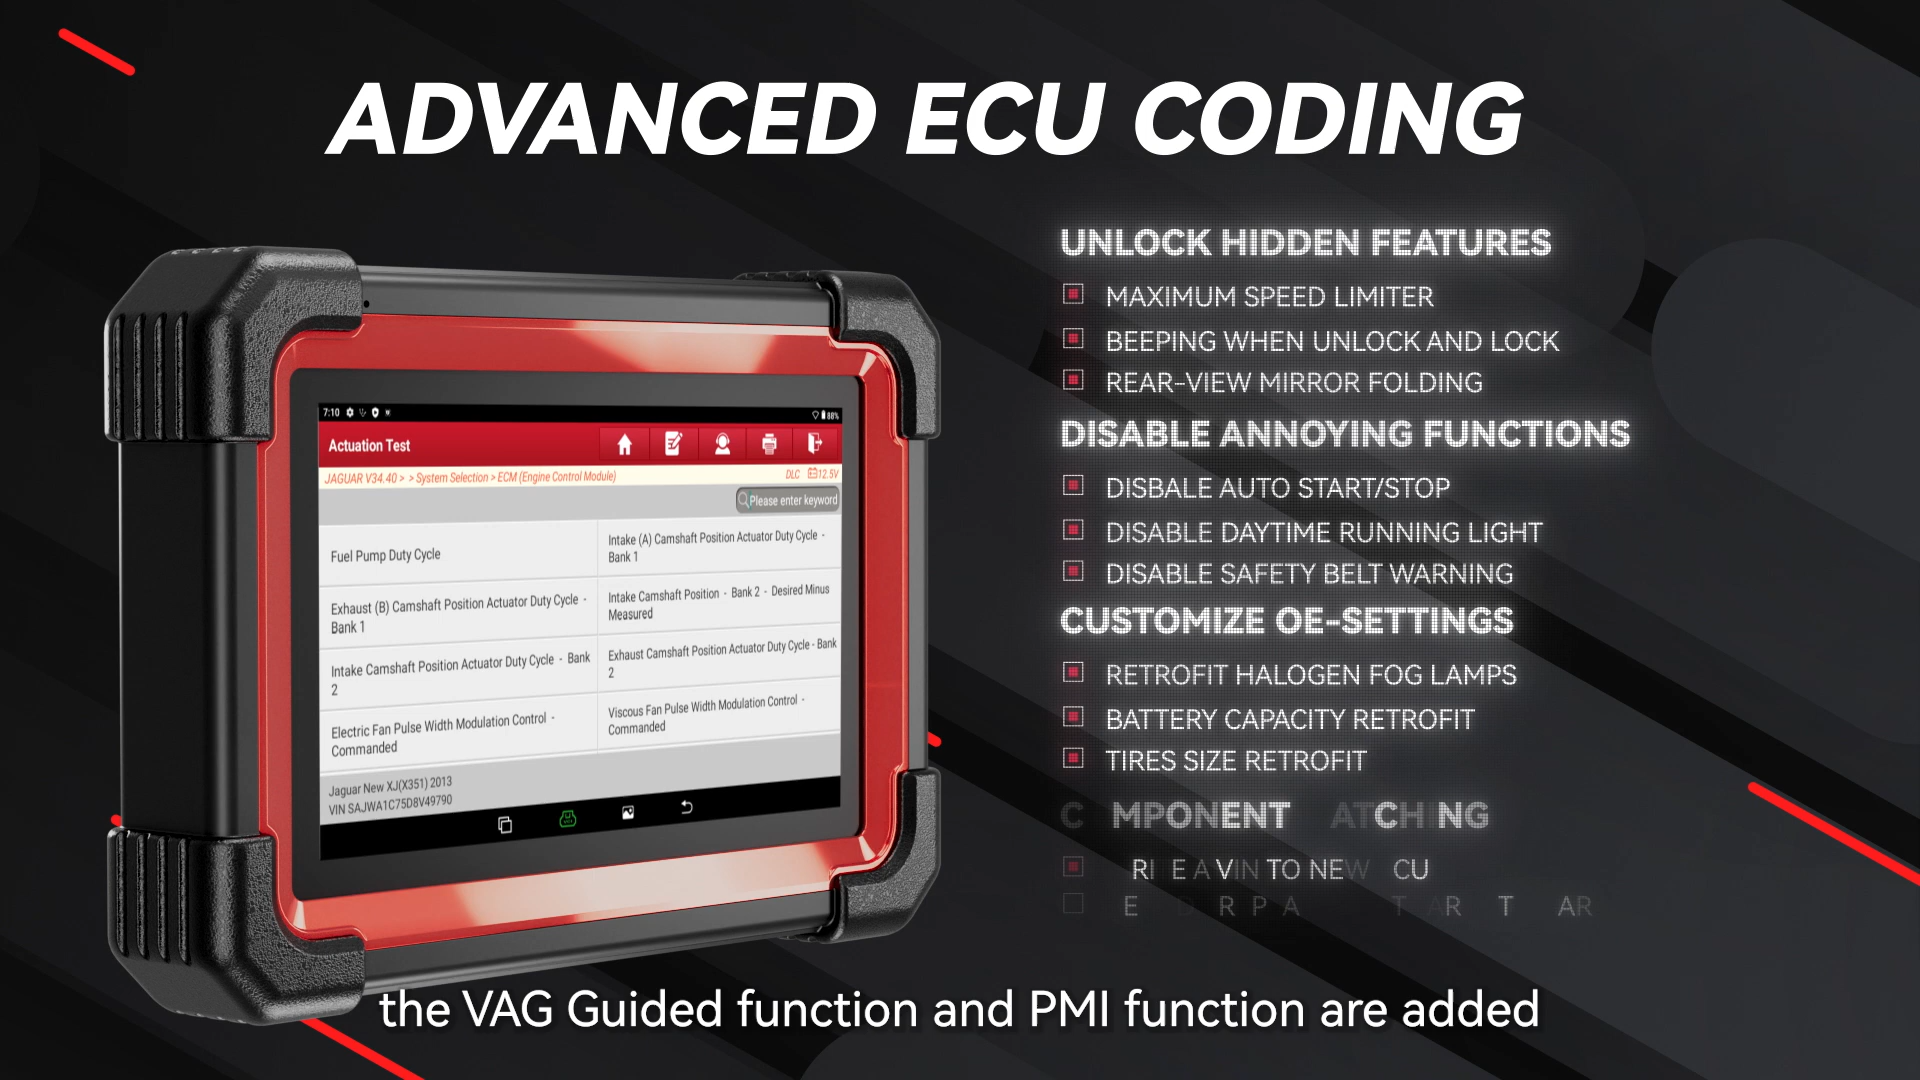 ADVANCED ECU CODING
UNLOCK HIDDEN FEATURES
MAXIMUM SPEED LIMITER
BEEPING WHEN UNLOCK AND LOCK
REAR-VIEW MIRROR FOLDING
DISABLE ANNOYING FUNCTIONS
DISBALE AUTO START/STOP
DISABLE DAYTIME RUNNING LIGHT
DISABLE SAFETY BELT WARNING
CUSTOMIZE OE-SETTINGS
RETROFIT HALOGEN FOG LAMPS
BATTERY CAPACITY RETROFIT
TIRES SIZE RETROFIT
VIN TO NEW
7:10
88%
Actuation Test
JAGUAR V34.40 > > System Selection > ECM (Engine Control Module)
DLC 12.5V
Please enter keyword
Fuel Pump Duty Cycle
Intake (A) Camshaft Position Actuator Duty Cycle -
Bank 1
Exhaust (B) Camshaft Position Actuator Duty Cycle -
Bank 1
Intake Camshaft Position - Bank 2 - Desired Minus
Measured
Intake Camshaft Position Actuator Duty Cycle - Bank
2
Exhaust Camshaft Position Actuator Duty Cycle - Bank
2
Electric Fan Pulse Width Modulation Control -
Commanded
Viscous Fan Pulse Width Modulation Control -
Commanded
Jaguar New XJ(X351) 2013
VIN SAJWA1C75D8V49790
the VAG Guided function and PMI function are added